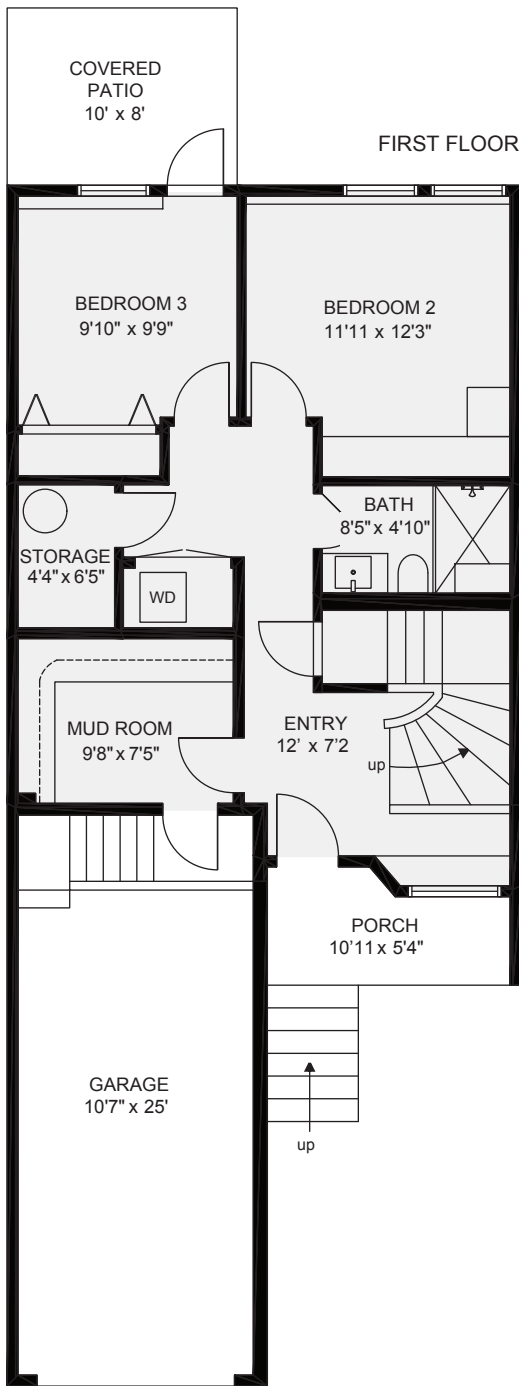 COVERED
PATIO
10' x 8'
FIRST FLOOR
BEDROOM 3
9'10" x 9'9"
BEDROOM 2
11'11 x 12'3"
BATH
8'5" x 4'10"
STORAGE
4'4" x 6'5"
WD
MUD ROOM
9'8" x 7'5"
ENTRY
12' x 7'2
up
PORCH
10'11 x 5'4"
GARAGE
10'7" x 25'
up